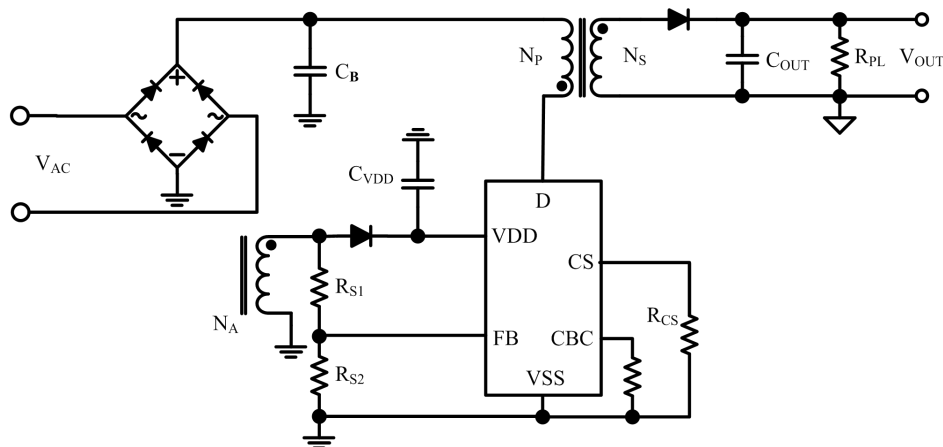 N_P
N_S
C_OUT
R_PL
V_OUT
C_B
+
~
~
−
V_AC
C_VDD
D
VDD
CS
R_S1
N_A
R_CS
FB
CBC
R_S2
VSS